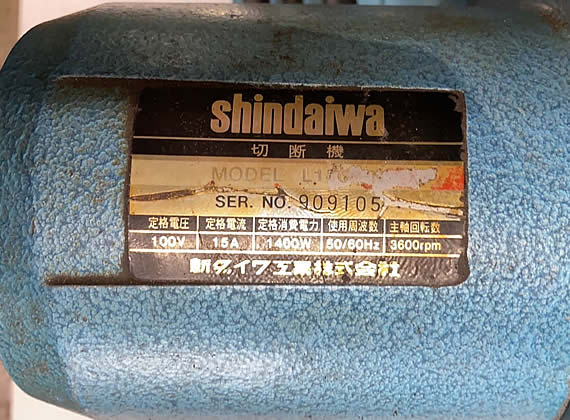 shindaiwa
切断機
MODEL
SER. NO. 909105
定格電圧 定格電流 定格消費電力 使用周波数 主軸回転数
100V 15A 1400W 50/60Hz 3600rpm
新ダイワ工業株式会社